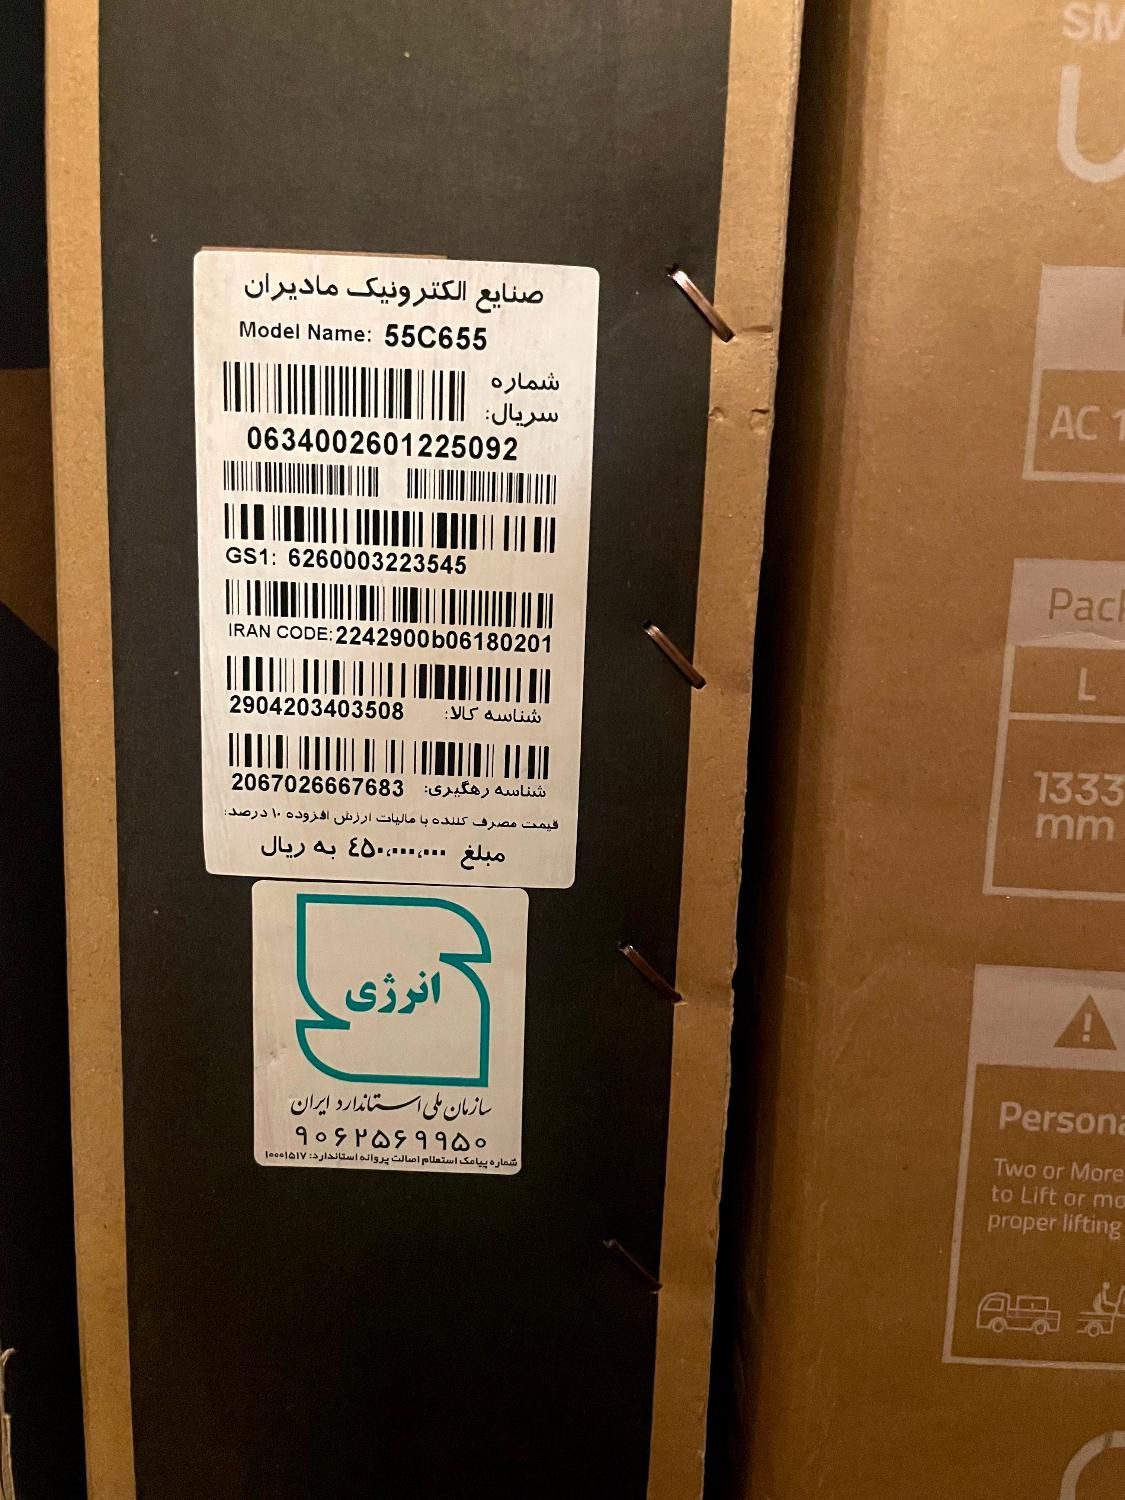 صنایع الکترونیک مادیران
Model Name: 55C655
شماره
سریال:
0634002601225092
GS1: 6260003223545
IRAN CODE: 2242900b06180201
شناسه کالا: 2904203403508
شناسه رهگیری: 2067026667683
قیمت مصرف کننده با مالیات ارزش افزوده ۱۰ درصد:
مبلغ ٤٥٠,٠٠٠,٠٠٠ به ریال
انرژی
سازمان ملی استاندارد ایران
۹۰۶۲۵۶۹۹۵۰
شماره پیامک استعلام اصالت پروانه استاندارد: ۱۰۰۰۱۵۱۷
SM
U
AC 1
Pack
L
1333
mm
Persona
Two or More
to Lift or mo
proper lifting